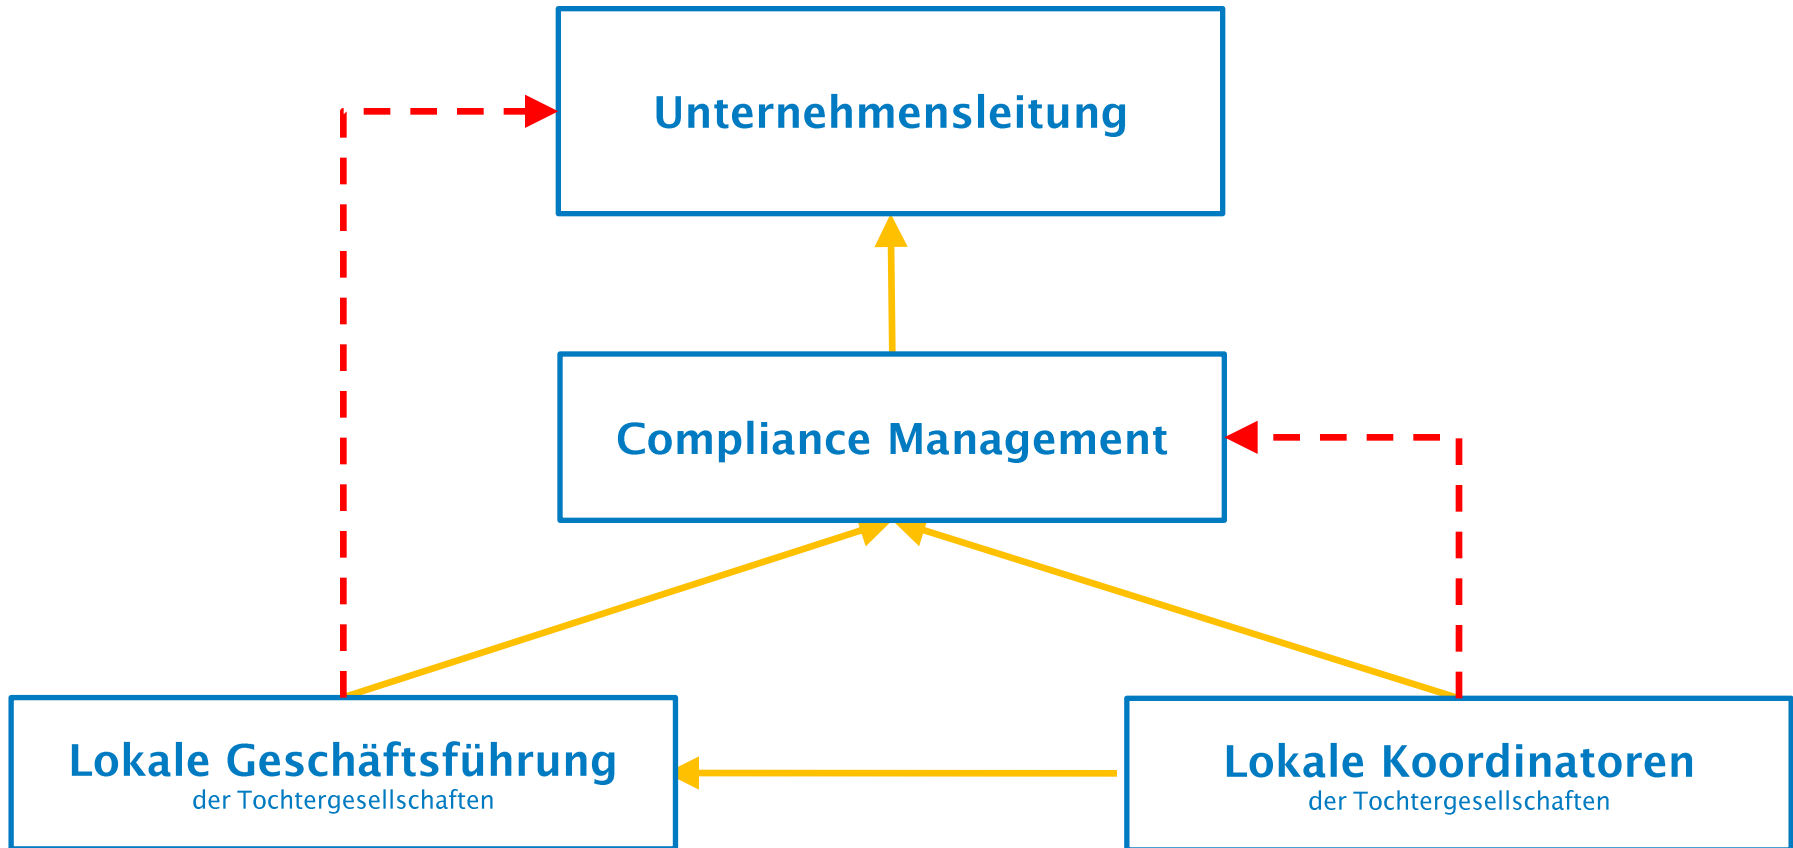 Unternehmensleitung
Compliance Management
Lokale Geschäftsführung
der Tochtergesellschaften
Lokale Koordinatoren
der Tochtergesellschaften